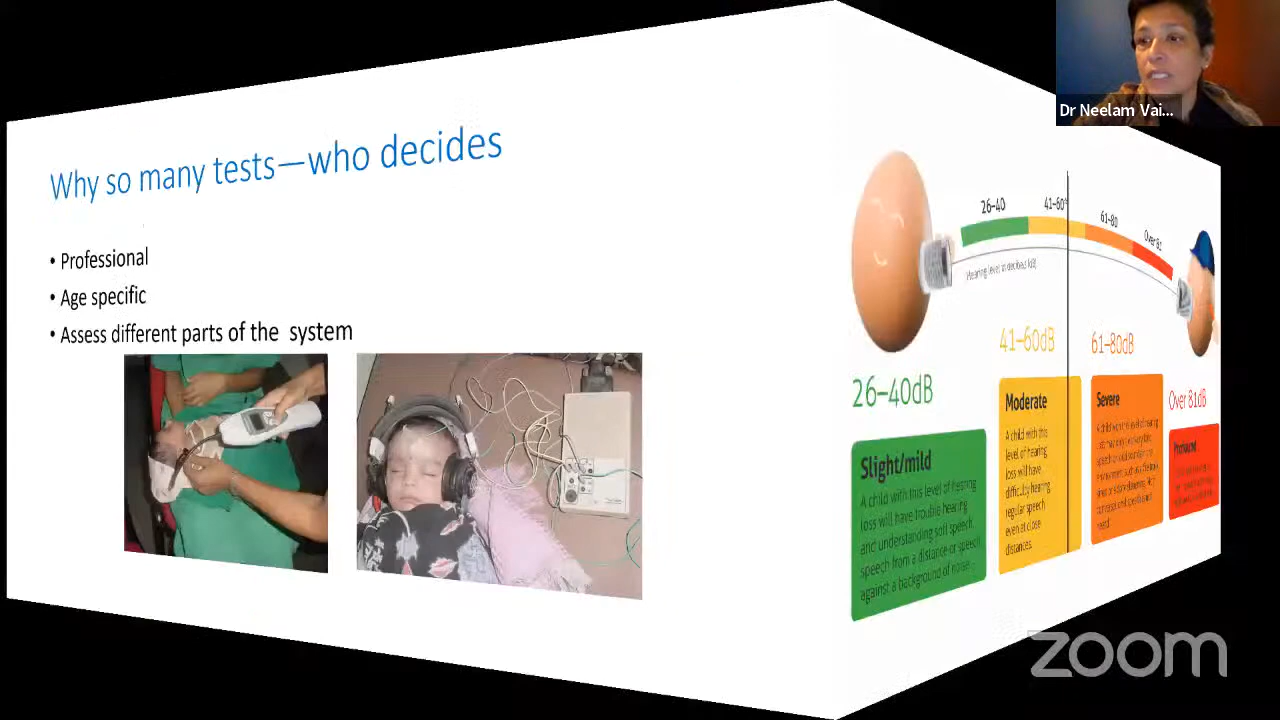 Why so many tests—who decides
• Professional
• Age specific
• Assess different parts of the system
Dr Neelam Vai...
26–40
41–60
61–80
Over 81
26–40dB
Slight/mild
A child with this level of hearing
loss will have trouble hearing
and understanding soft speech,
speech from a distance or speech
against a background of noise
41–60dB
Moderate
A child with this
level of hearing
loss will have
difficulty hearing
regular speech
even at close
distances.
61–80dB
Severe
Over 81dB
Profound
zoom